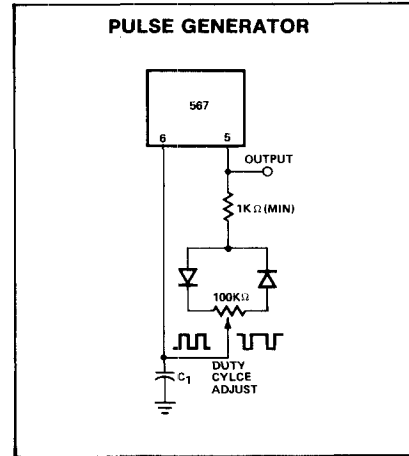 PULSE GENERATOR
567
6 5
OUTPUT
1KΩ(MIN)
100KΩ
DUTY
CYLCE
ADJUST
C1